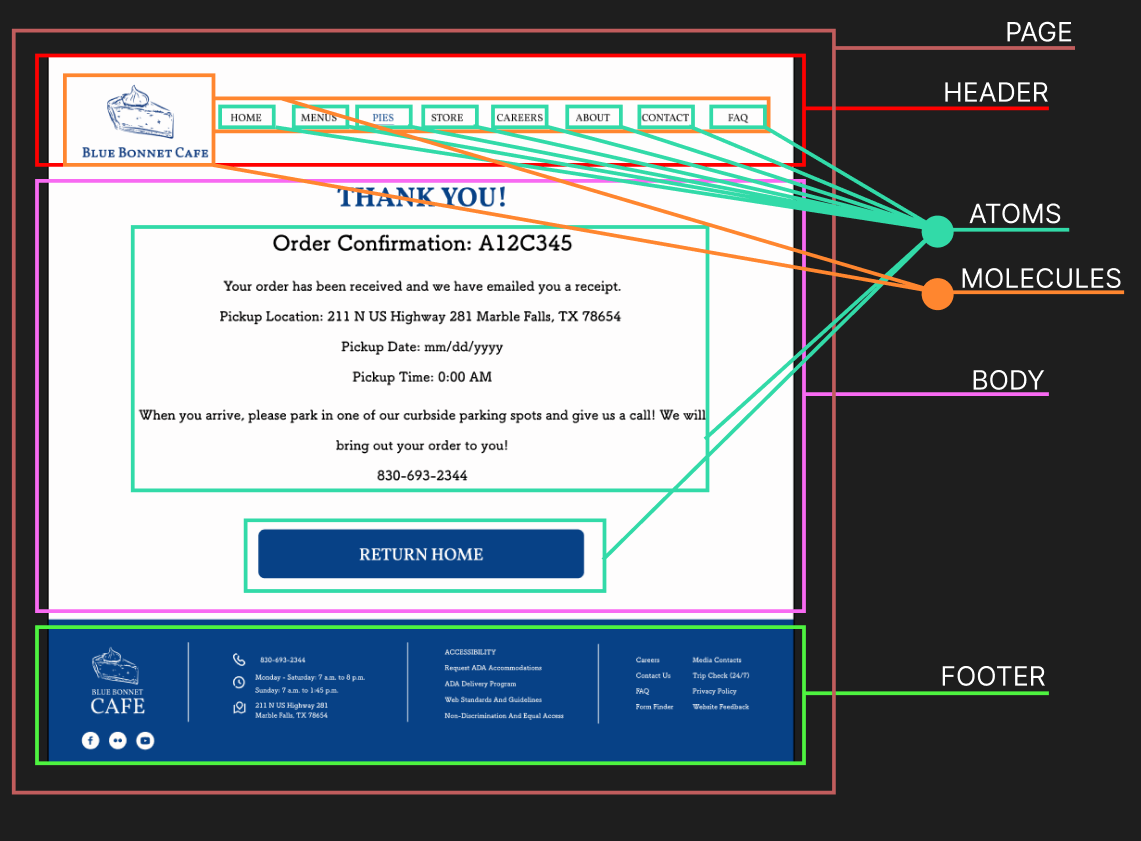 PAGE
HEADER
BLUE BONNET CAFE
HOME MENUS PIES STORE CAREERS ABOUT CONTACT FAQ
THANK YOU!
ATOMS
Order Confirmation: A12C345
MOLECULES
Your order has been received and we have emailed you a receipt.
Pickup Location: 211 N US Highway 281 Marble Falls, TX 78654
Pickup Date: mm/dd/yyyy
Pickup Time: 0:00 AM
BODY
When you arrive, please park in one of our curbside parking spots and give us a call! We will
bring out your order to you!
830-693-2344
RETURN HOME
FOOTER
BLUE BONNET
CAFE
830-693-2344
Monday - Saturday: 7 a.m. to 8 p.m.
Sunday: 7 a.m. to 1:45 p.m.
211 N US Highway 281
Marble Falls, TX 78654
ACCESSIBILITY
Request ADA Accommodations
ADA Delivery Program
Web Standards And Guidelines
Non-Discrimination And Equal Access
Careers
Contact Us
FAQ
Form Finder
Media Contacts
Trip Check (24/7)
Privacy Policy
Website Feedback